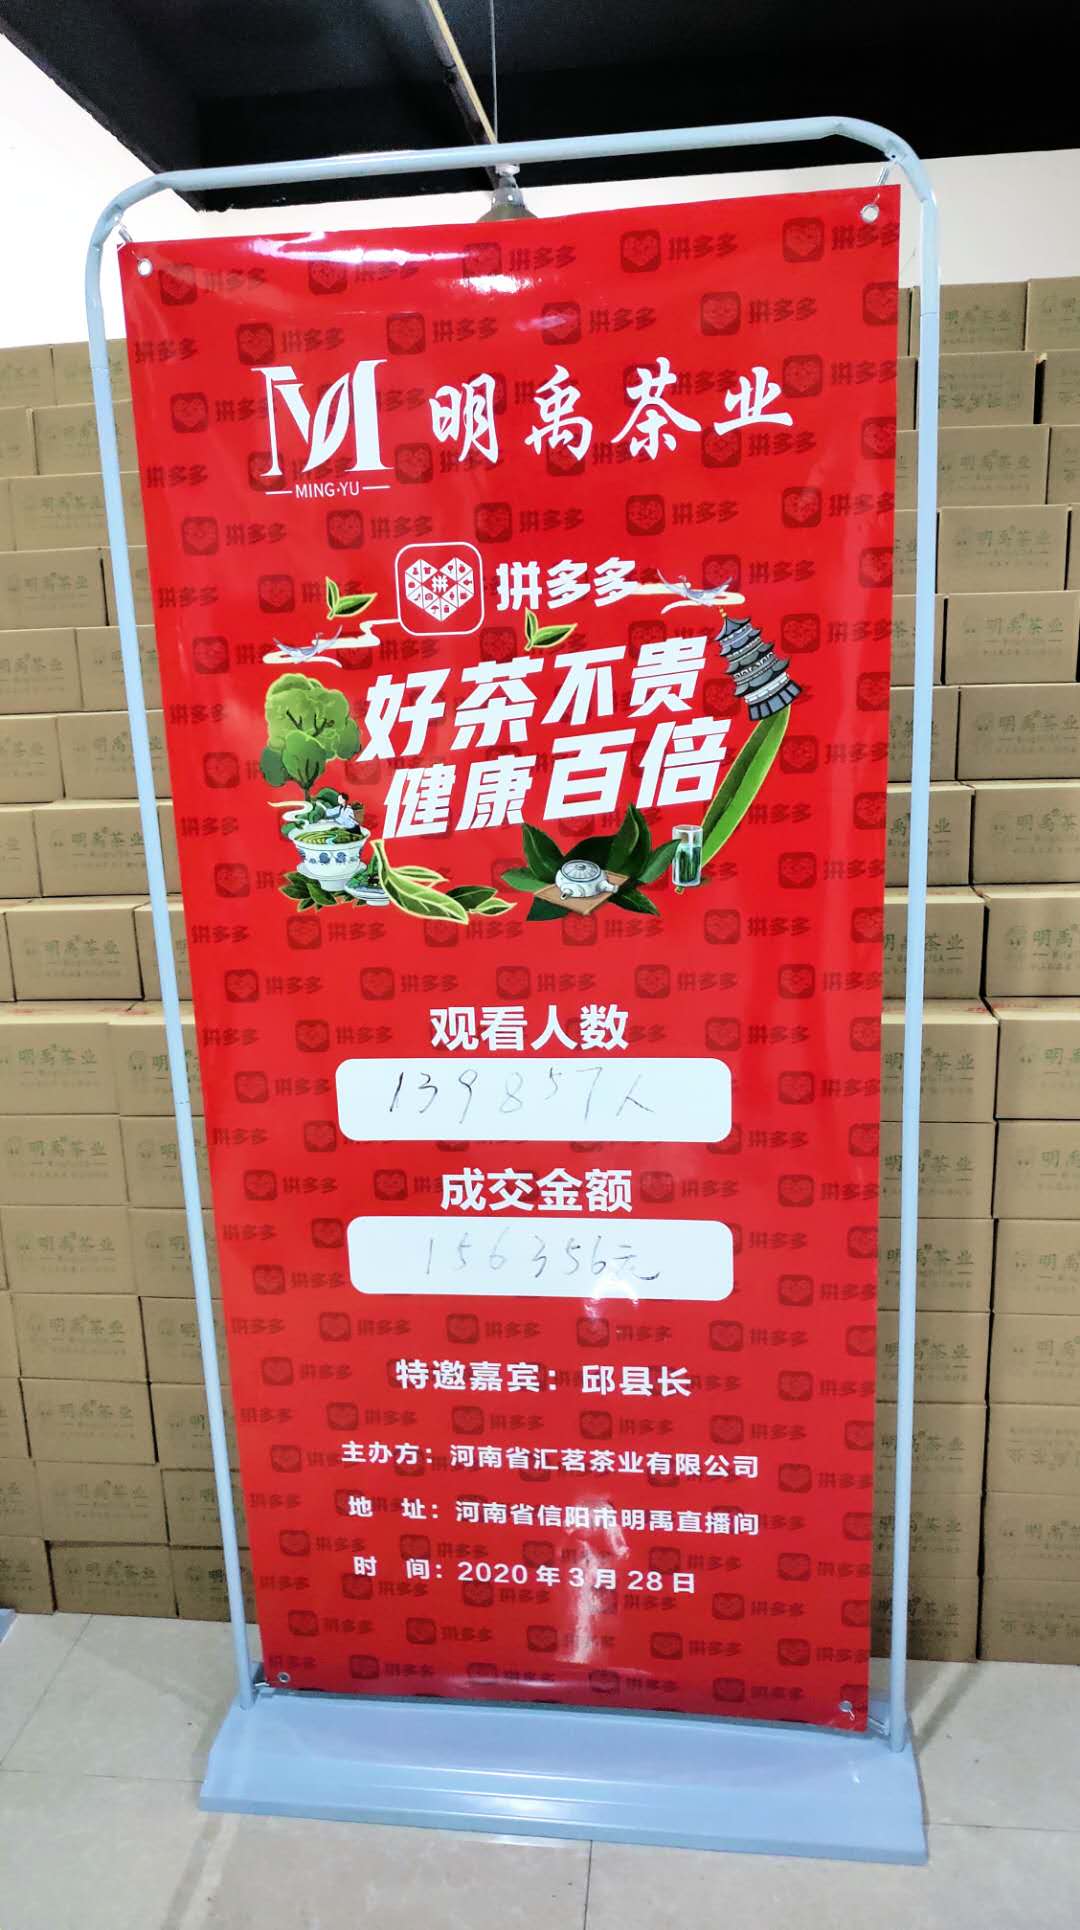 明禹茶业
MING·YU
拼多多
好茶不贵
健康百倍
观看人数
139857人
成交金额
156356元
特邀嘉宾：邱县长
主办方：河南省汇茗茶业有限公司
地 址：河南省信阳市明禹直播间
时 间：2020年3月28日